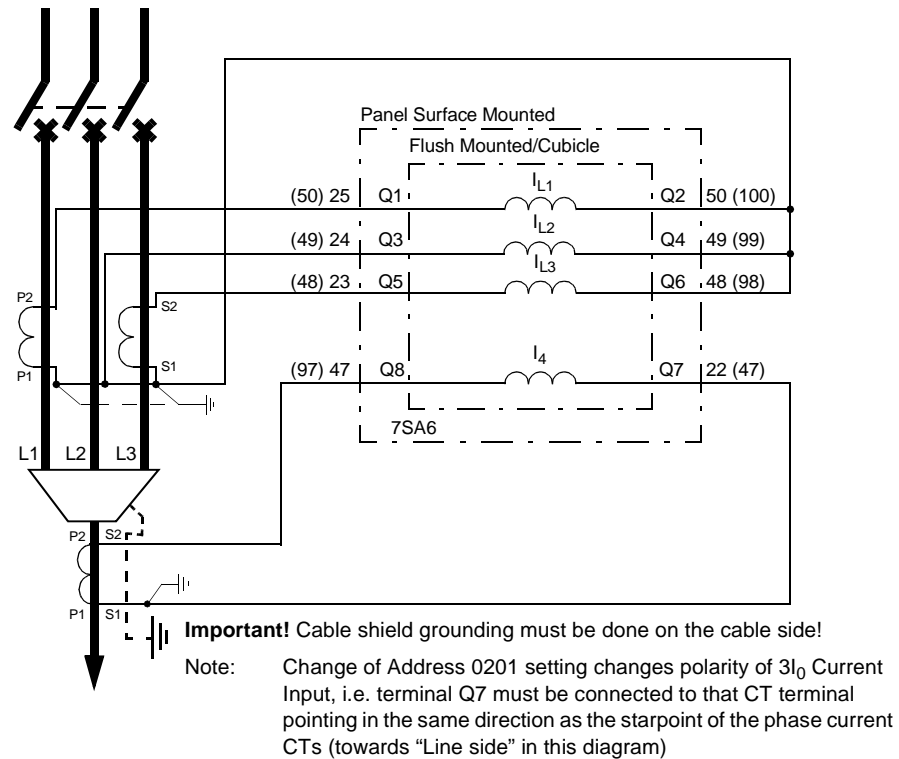 Panel Surface Mounted
Flush Mounted/Cubicle
(50) 25 Q1 IL1 Q2 50 (100)
(49) 24 Q3 IL2 Q4 49 (99)
(48) 23 Q5 IL3 Q6 48 (98)
P2 S2
P1 S1
(97) 47 Q8 I4 Q7 22 (47)
7SA6
L1 L2 L3
P2 S2
P1 S1
Important! Cable shield grounding must be done on the cable side!
Note: Change of Address 0201 setting changes polarity of 3I0 Current
Input, i.e. terminal Q7 must be connected to that CT terminal
pointing in the same direction as the starpoint of the phase current
CTs (towards “Line side” in this diagram)